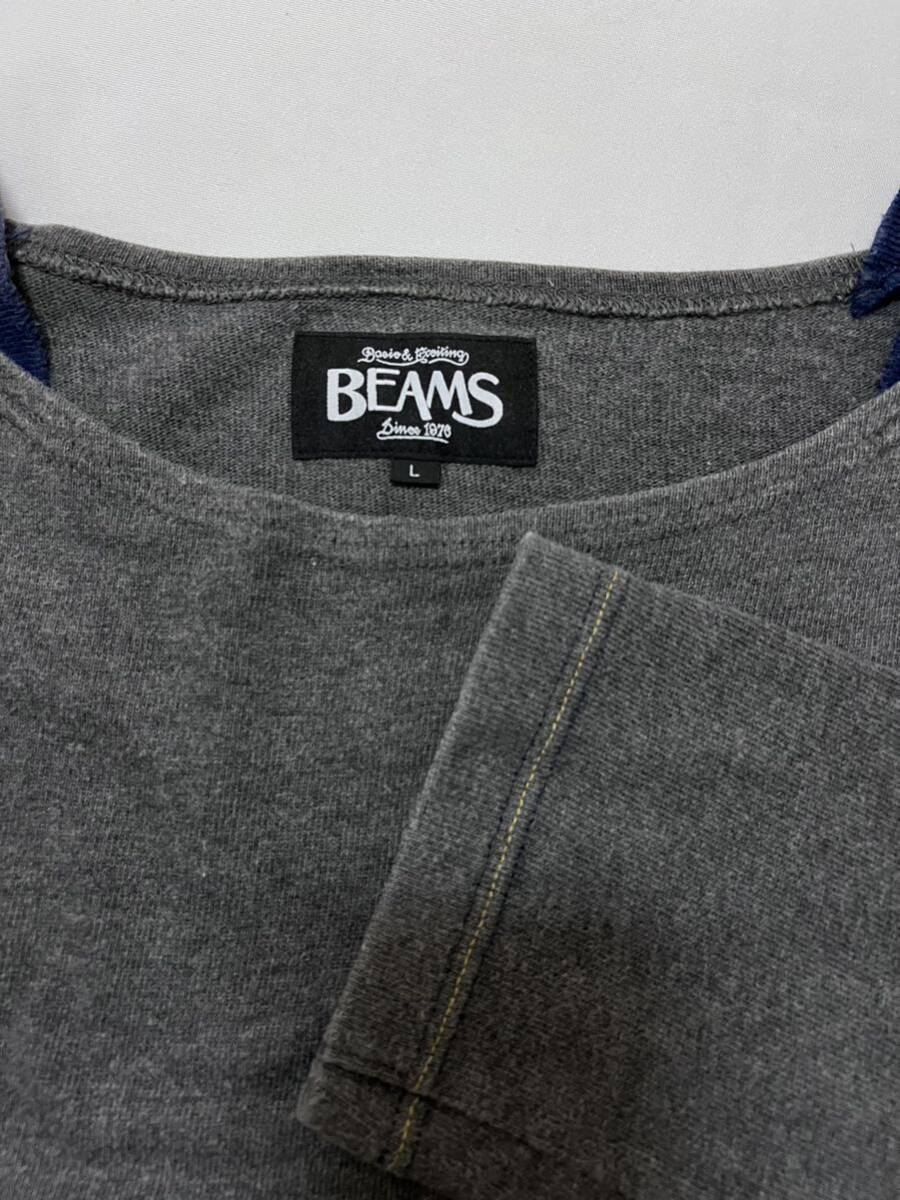 Basic & Exciting
BEAMS
Since 1976
L